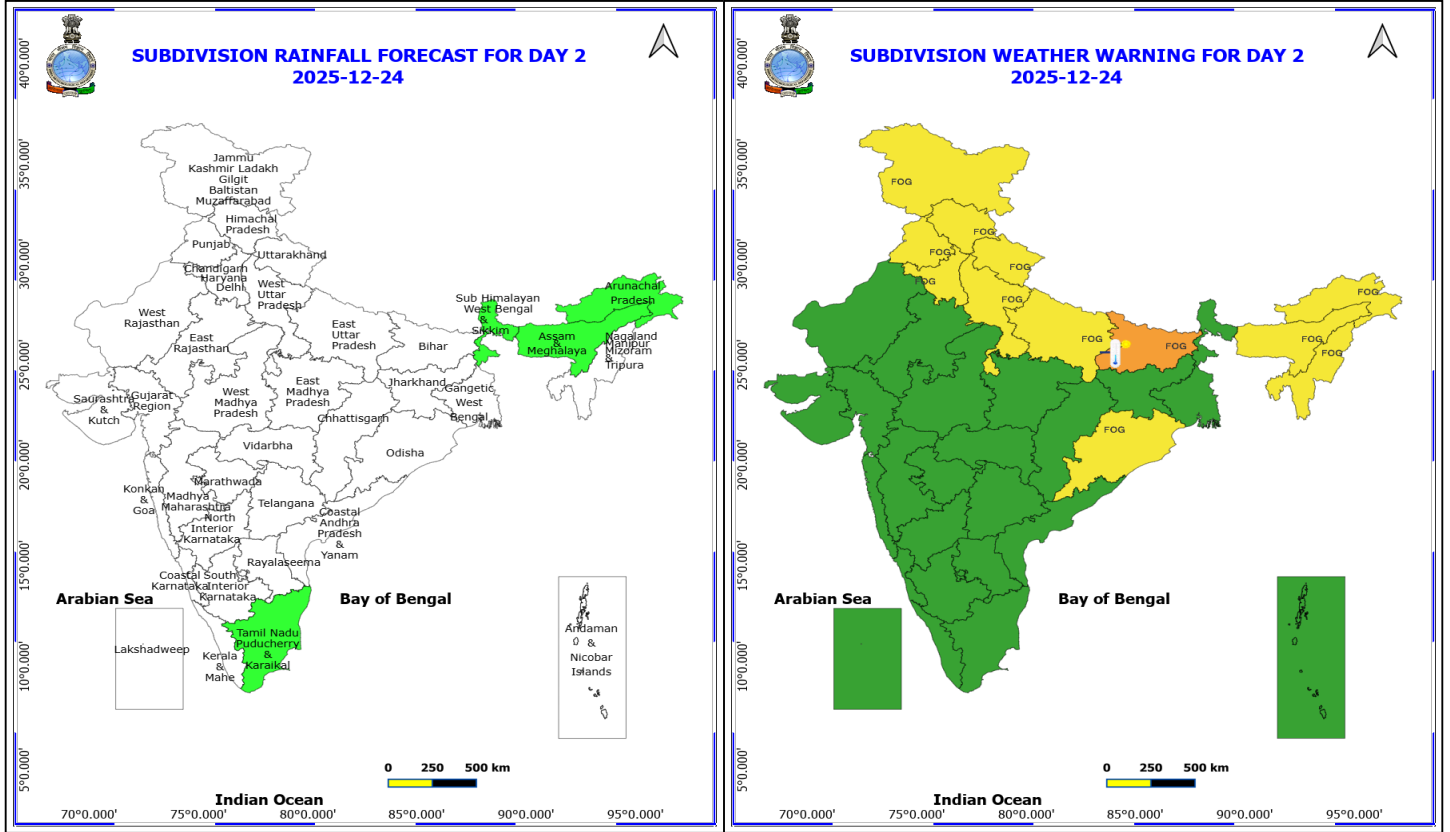 SUBDIVISION RAINFALL FORECAST FOR DAY 2
2025-12-24
40°0.000'
35°0.000'
30°0.000'
25°0.000'
20°0.000'
15°0.000'
10°0.000'
5°0.000'
Jammu
Kashmir Ladakh
Gilgit
Baltistan
Muzaffarabad
Himachal
Pradesh
Punjab
Uttarakhand
Chandigarh
Haryana
Delhi
West
Uttar
Pradesh
West
Rajasthan
East
Rajasthan
East
Uttar
Pradesh
Bihar
Sub Himalayan
West Bengal
&
Sikkim
Arunachal
Pradesh
Assam
&
Meghalaya
Nagaland
Manipur
Mizoram
&
Tripura
Saurashtra
&
Kutch
Gujarat
Region
West
Madhya
Pradesh
East
Madhya
Pradesh
Jharkhand
Gangetic
West
Bengal
Chhattisgarh
Vidarbha
Odisha
Konkan
&
Goa
Madhya
Maharashtra
Marathwada
Telangana
North
Interior
Karnataka
Coastal
Andhra
Pradesh
&
Yanam
Rayalaseema
Coastal
Karnataka
South
Interior
Karnataka
Arabian Sea
Bay of Bengal
Lakshadweep
Kerala
&
Mahe
Tamil Nadu
Puducherry
&
Karaikal
Andaman
&
Nicobar
Islands
0 250 500 km
Indian Ocean
70°0.000' 75°0.000' 80°0.000' 85°0.000' 90°0.000' 95°0.000'
SUBDIVISION WEATHER WARNING FOR DAY 2
2025-12-24
40°0.000'
35°0.000'
30°0.000'
25°0.000'
20°0.000'
15°0.000'
10°0.000'
5°0.000'
FOG
FOG
FOG
FOG
FOG
FOG
FOG
FOG
FOG
FOG
FOG
FOG
Arabian Sea
Bay of Bengal
0 250 500 km
Indian Ocean
70°0.000' 75°0.000' 80°0.000' 85°0.000' 90°0.000' 95°0.000'